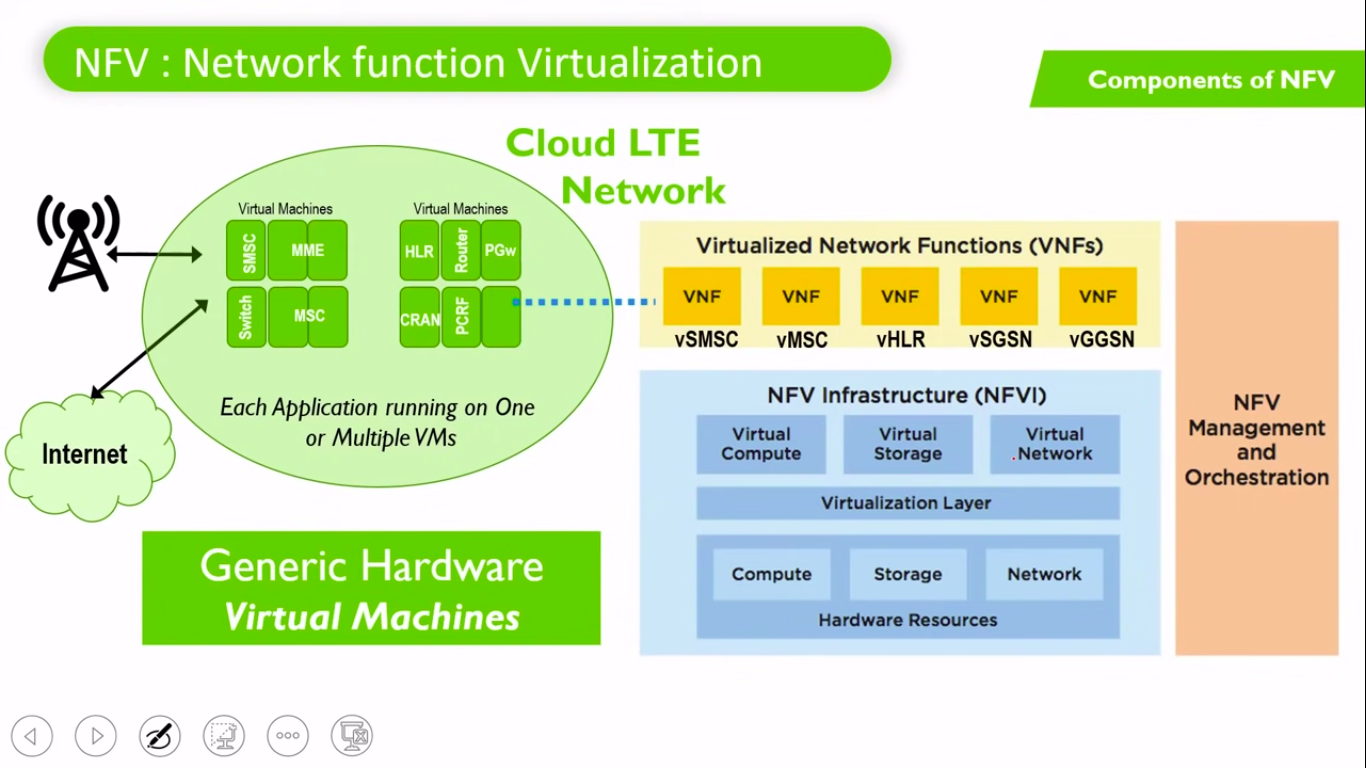 NFV : Network function Virtualization
Components of NFV
Cloud LTE
Network
Virtual Machines
SMSC
MME
Switch
MSC
Virtual Machines
HLR
Router
PGw
CRAN
PCRF
Each Application running on One
or Multiple VMs
Internet
Generic Hardware
Virtual Machines
Virtualized Network Functions (VNFs)
VNF VNF VNF VNF VNF
vSMSC vMSC vHLR vSGSN vGGSN
NFV Infrastructure (NFVI)
Virtual
Compute
Virtual
Storage
Virtual
Network
Virtualization Layer
Compute Storage Network
Hardware Resources
NFV
Management
and
Orchestration